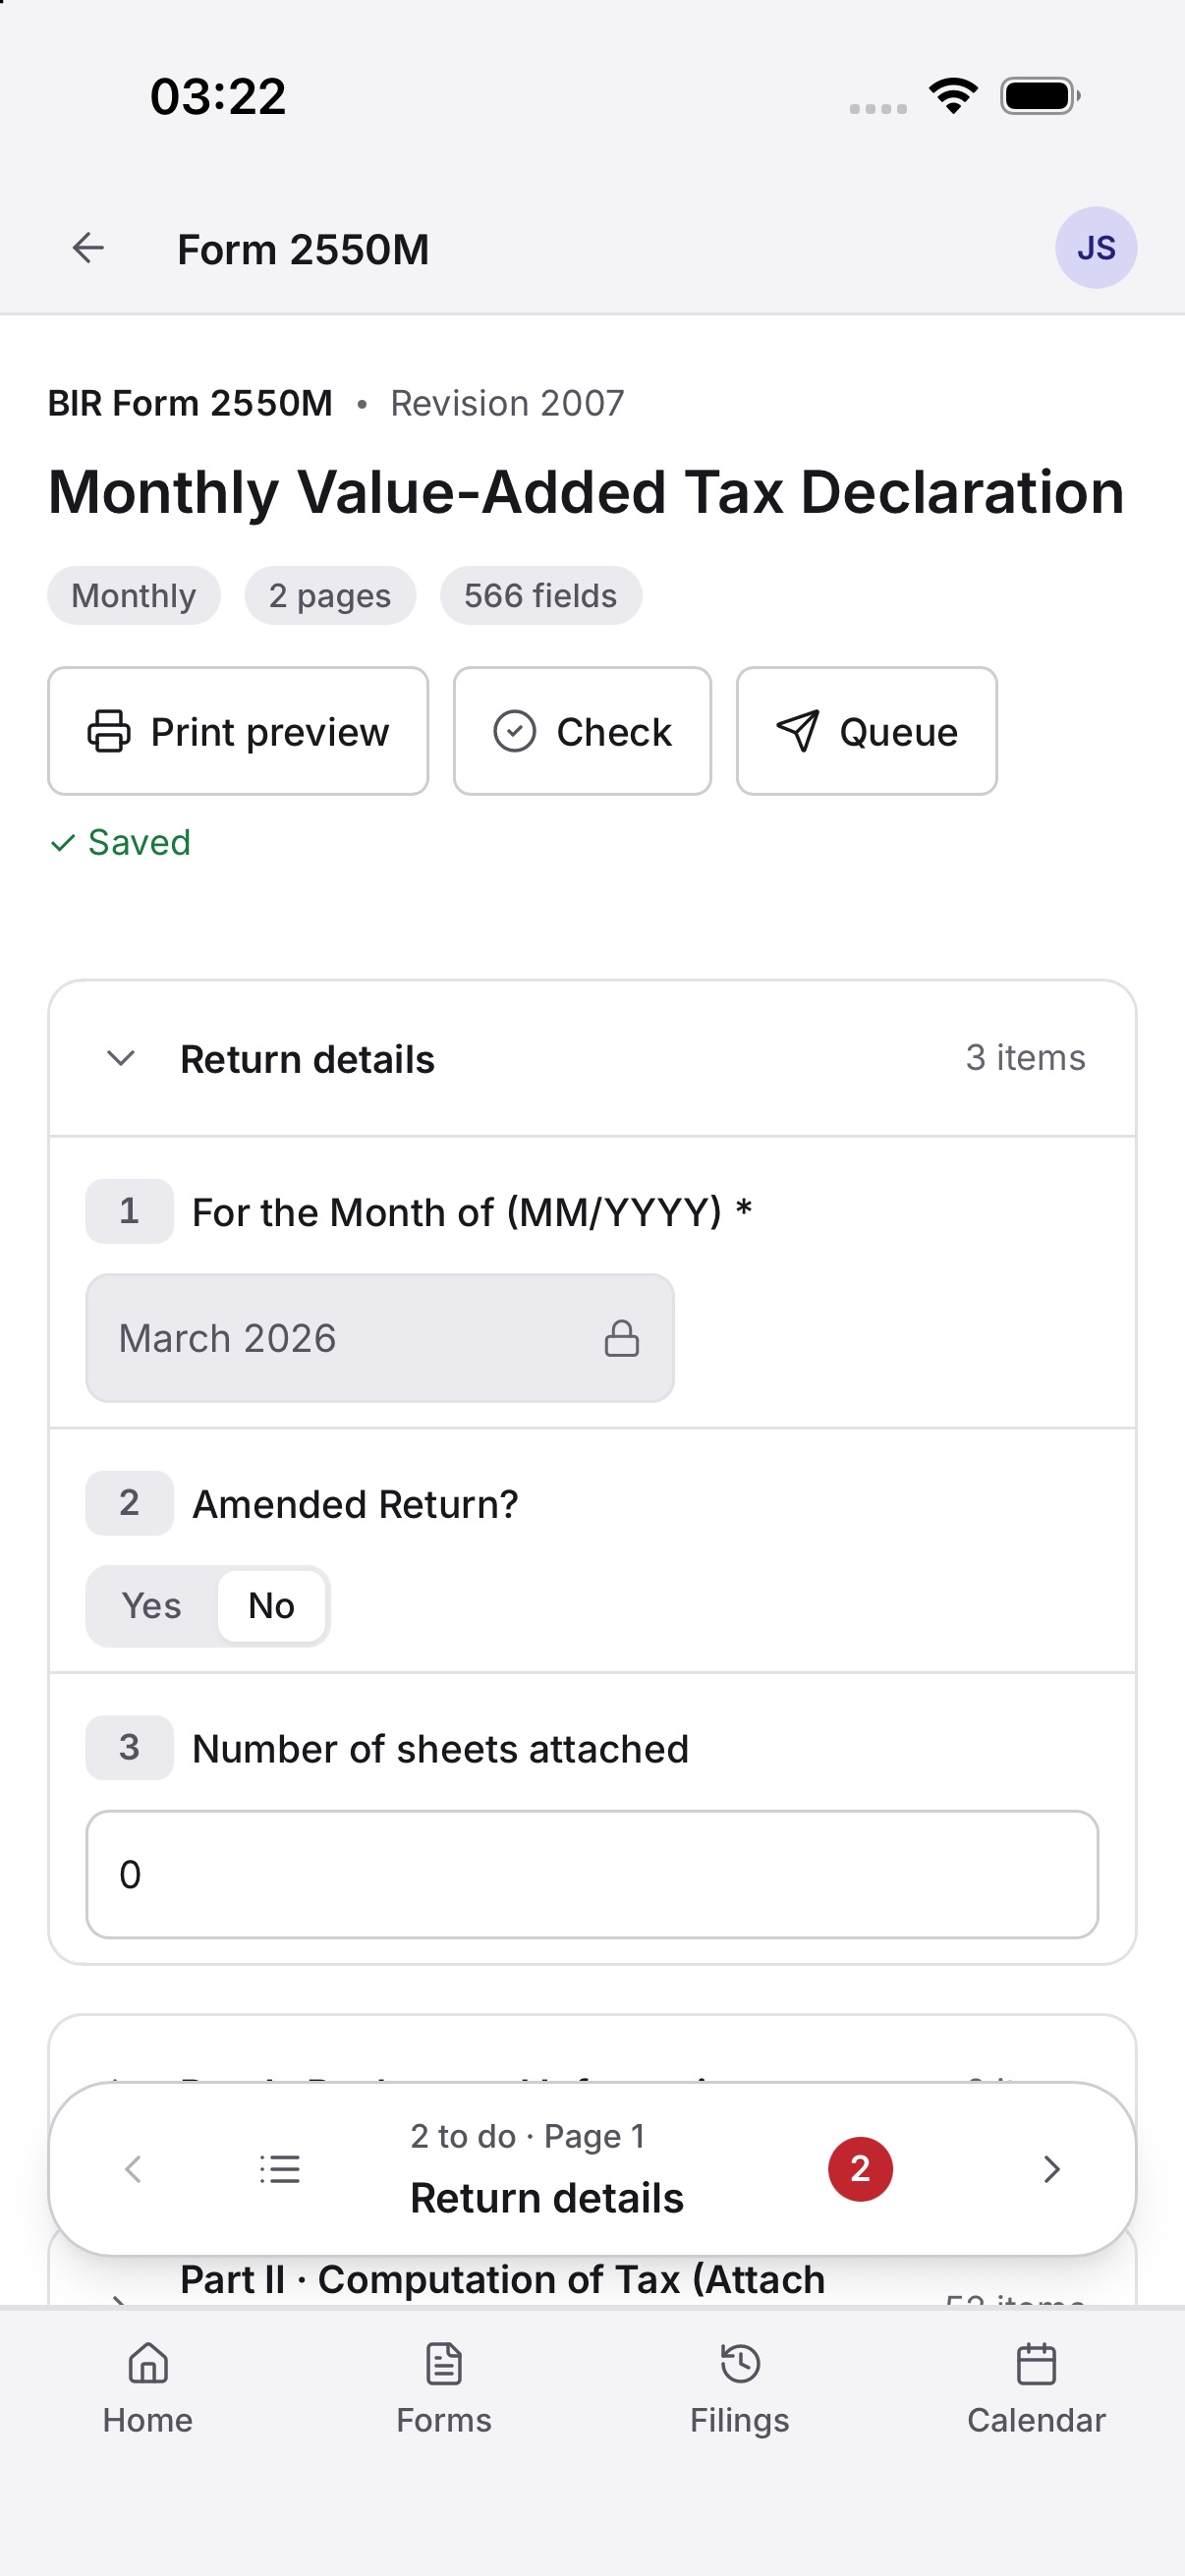 03:22
Form 2550M
JS
BIR Form 2550M • Revision 2007
Monthly Value-Added Tax Declaration
Monthly 2 pages 566 fields
Print preview Check Queue
Saved
Return details 3 items
1 For the Month of (MM/YYYY) *
March 2026
2 Amended Return?
Yes No
3 Number of sheets attached
0
2 to do · Page 1
Return details
2
Part II · Computation of Tax (Attach
52 items
Home Forms Filings Calendar